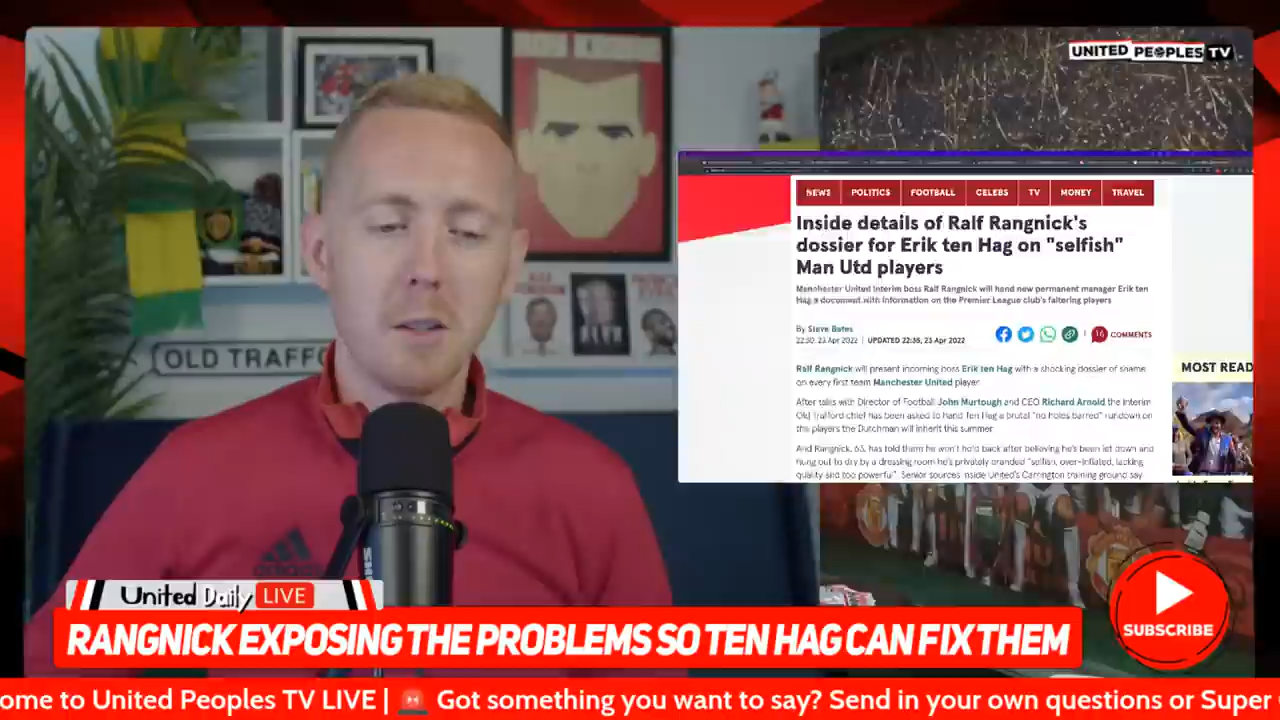 UNITED PEOPLES TV
NEWS
POLITICS
FOOTBALL
CELEBS
TV
MONEY
TRAVEL
Inside details of Ralf Rangnick's
dossier for Erik ten Hag on "selfish"
Man Utd players
Manchester United interim boss Ralf Rangnick will hand new permanent manager Erik ten
Hag a document with information on the Premier League club's faltering players
By Steve Bates
22:30, 23 Apr 2022 | UPDATED 22:35, 23 Apr 2022
16 COMMENTS
Ralf Rangnick will present incoming boss Erik ten Hag with a shocking dossier of shame
on every first team Manchester United player
After talks with Director of Football John Murtough and CEO Richard Arnold the interim
Old Trafford chief has been asked to hand Ten Hag a brutal "no holes barred" rundown on
the players the Dutchman will inherit this summer
And Rangnick, 63, has told them he won't hold back after believing he's been let down and
hung out to dry by a dressing room he's privately branded "selfish, over-inflated, lacking
quality and too powerful". Senior sources inside United's Carrington training ground say
MOST READ
OLD TRAFFO
adidas
United Daily LIVE
RANGNICK EXPOSING THE PROBLEMS SO TEN HAG CAN FIX THEM
SUBSCRIBE
ome to United Peoples TV LIVE | 🚨 Got something you want to say? Send in your own questions or Super